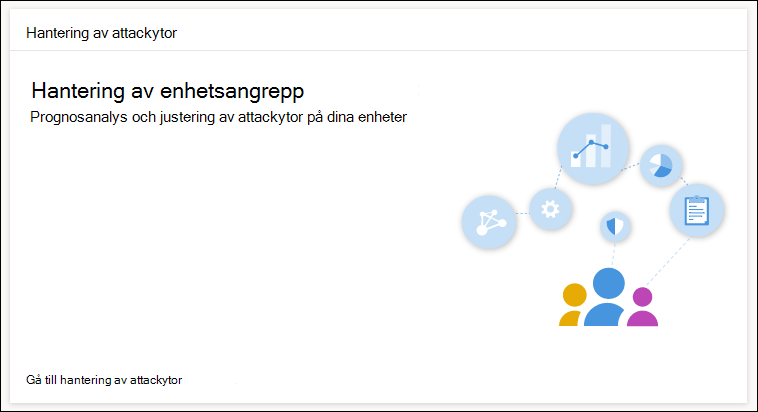 Hantering av attackytor
Hantering av enhetsangrepp
Prognosanalys och justering av attackytor på dina enheter
Gå till hantering av attackytor